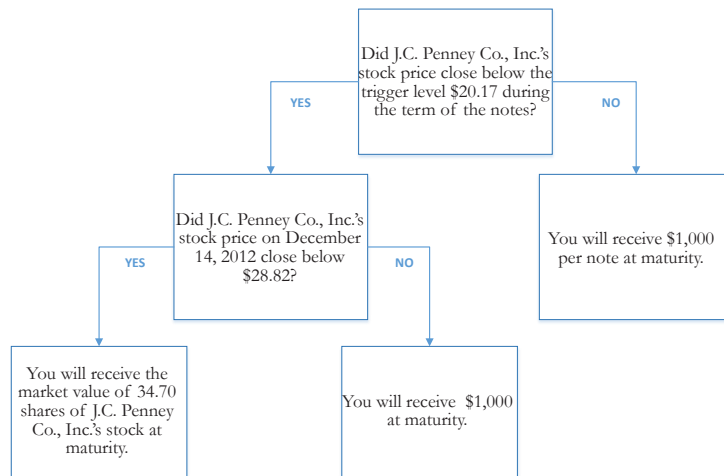 Did J.C. Penney Co., Inc.'s
stock price close below the
trigger level $20.17 during
the term of the notes?
YES
NO
Did J.C. Penney Co., Inc.'s
stock price on December
14, 2012 close below
$28.82?
You will receive $1,000
per note at maturity.
YES
NO
You will receive the
market value of 34.70
shares of J.C. Penney
Co., Inc.'s stock at
maturity.
You will receive $1,000
at maturity.